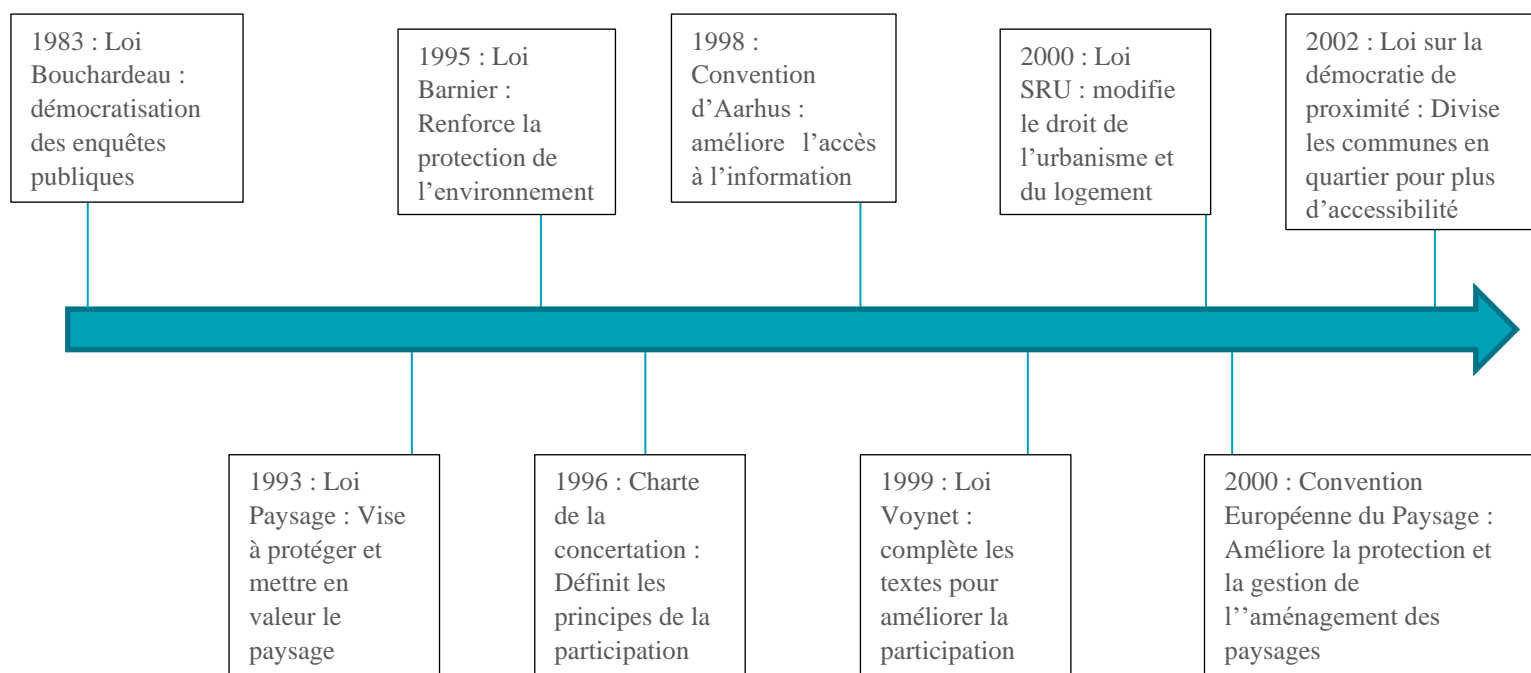 1983 : Loi
Bouchardeau :
démocratisation
des enquêtes
publiques
1995 : Loi
Barnier :
Renforce la
protection de
l'environnement
1998 :
Convention
d'Aarhus :
améliore l'accès
à l'information
2000 : Loi
SRU : modifie
le droit de
l'urbanisme et
du logement
2002 : Loi sur la
démocratie de
proximité : Divise
les communes en
quartier pour plus
d'accessibilité
1993 : Loi
Paysage : Vise
à protéger et
mettre en
valeur le
paysage
1996 : Charte
de la
concertation :
Définit les
principes de la
participation
1999 : Loi
Voynet :
complète les
textes pour
améliorer la
participation
2000 : Convention
Européenne du Paysage :
Améliore la protection et
la gestion de
l''aménagement des
paysages